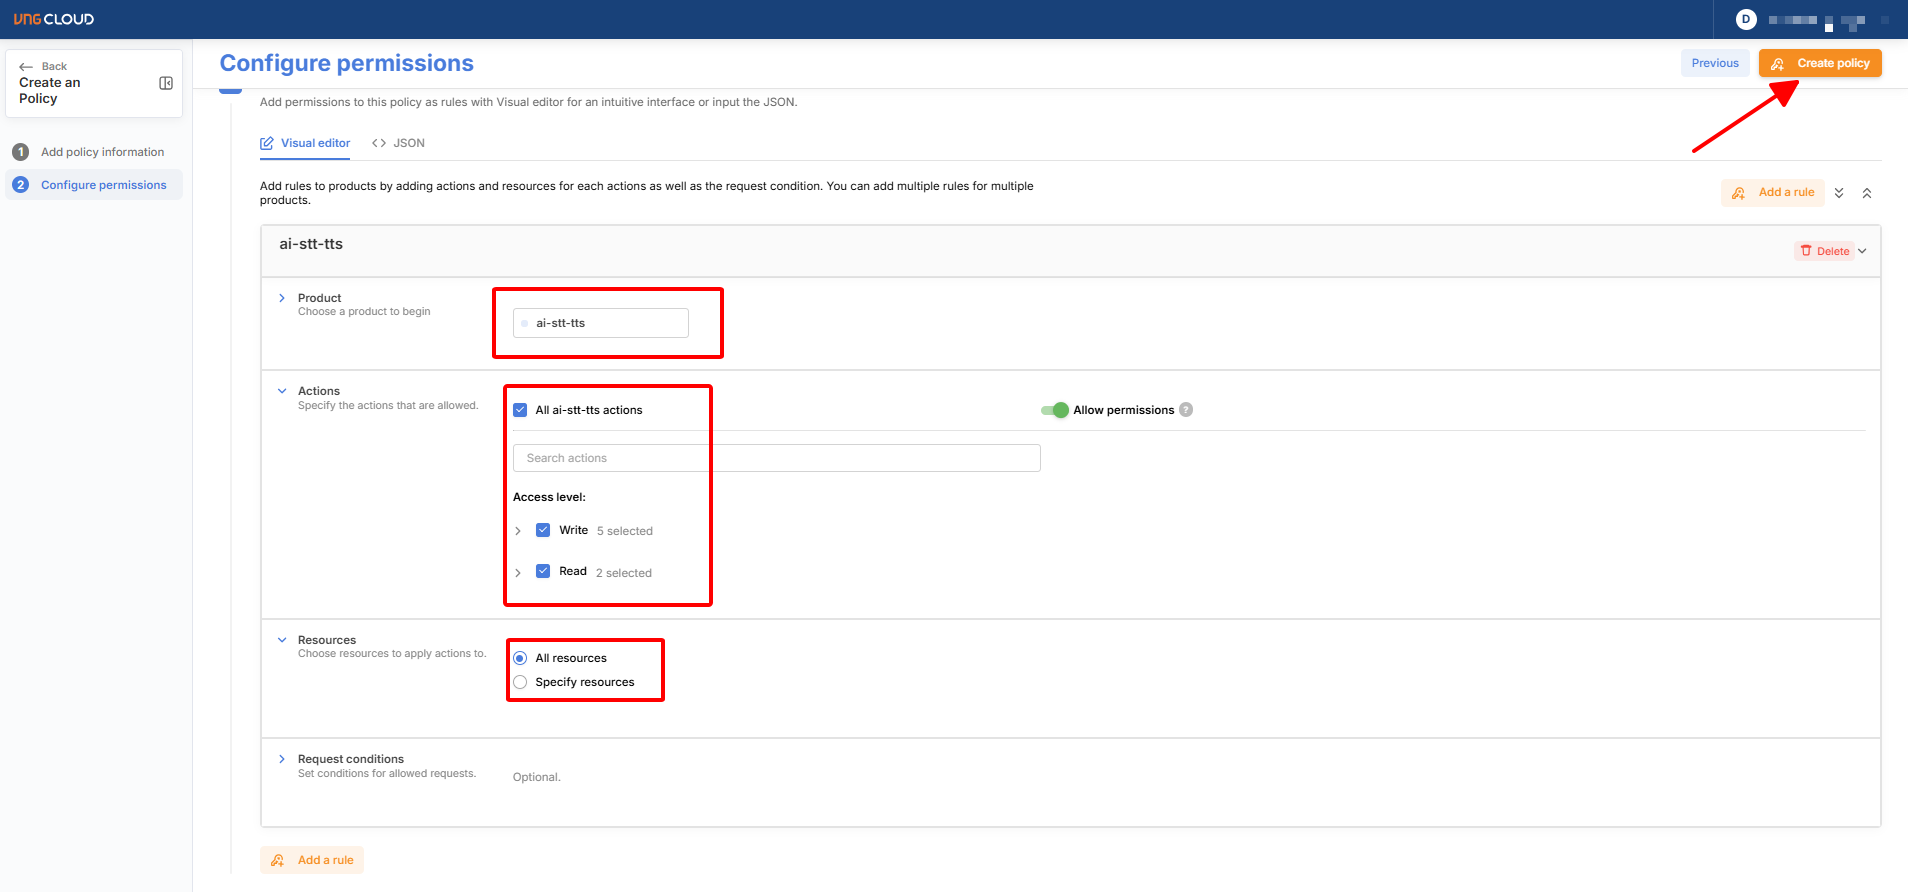 VNG CLOUD
D
Back
Create an
Policy
1 Add policy information
2 Configure permissions
Configure permissions
Previous
Create policy
Add permissions to this policy as rules with Visual editor for an intuitive interface or input the JSON.
Visual editor
<> JSON
Add rules to products by adding actions and resources for each actions as well as the request condition. You can add multiple rules for multiple
products.
Add a rule
ai-stt-tts
Delete
Product
Choose a product to begin
ai-stt-tts
Actions
Specify the actions that are allowed.
All ai-stt-tts actions
Allow permissions ?
Search actions
Access level:
Write 5 selected
Read 2 selected
Resources
Choose resources to apply actions to.
All resources
Specify resources
Request conditions
Set conditions for allowed requests.
Optional.
Add a rule